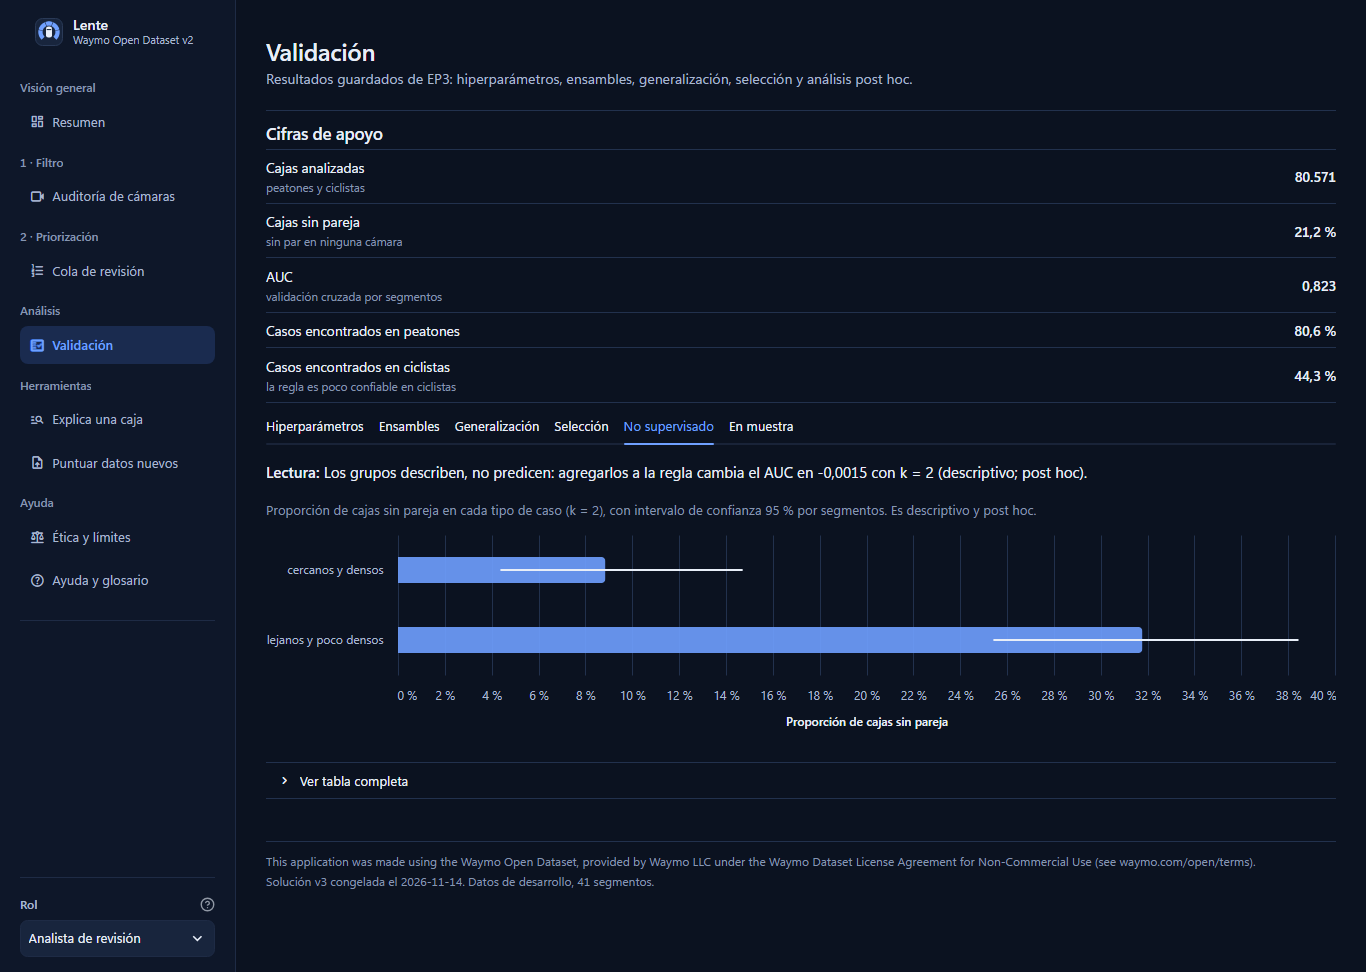 Lente
Waymo Open Dataset v2
Visión general
Resumen
1 · Filtro
Auditoría de cámaras
2 · Priorización
Cola de revisión
Análisis
Validación
Herramientas
Explica una caja
Puntuar datos nuevos
Ayuda
Ética y límites
Ayuda y glosario
Rol
Analista de revisión
Validación
Resultados guardados de EP3: hiperparámetros, ensambles, generalización, selección y análisis post hoc.
Cifras de apoyo
Cajas analizadas
peatones y ciclistas
80.571
Cajas sin pareja
sin par en ninguna cámara
21,2 %
AUC
validación cruzada por segmentos
0,823
Casos encontrados en peatones
80,6 %
Casos encontrados en ciclistas
la regla es poco confiable en ciclistas
44,3 %
Hiperparámetros Ensambles Generalización Selección No supervisado En muestra
Lectura: Los grupos describen, no predicen: agregarlos a la regla cambia el AUC en -0,0015 con k = 2 (descriptivo; post hoc).
Proporción de cajas sin pareja en cada tipo de caso (k = 2), con intervalo de confianza 95 % por segmentos. Es descriptivo y post hoc.
cercanos y densos
lejanos y poco densos
0 % 2 % 4 % 6 % 8 % 10 % 12 % 14 % 16 % 18 % 20 % 22 % 24 % 26 % 28 % 30 % 32 % 34 % 36 % 38 % 40 %
Proporción de cajas sin pareja
Ver tabla completa
This application was made using the Waymo Open Dataset, provided by Waymo LLC under the Waymo Dataset License Agreement for Non-Commercial Use (see waymo.com/open/terms).
Solución v3 congelada el 2026-11-14. Datos de desarrollo, 41 segmentos.